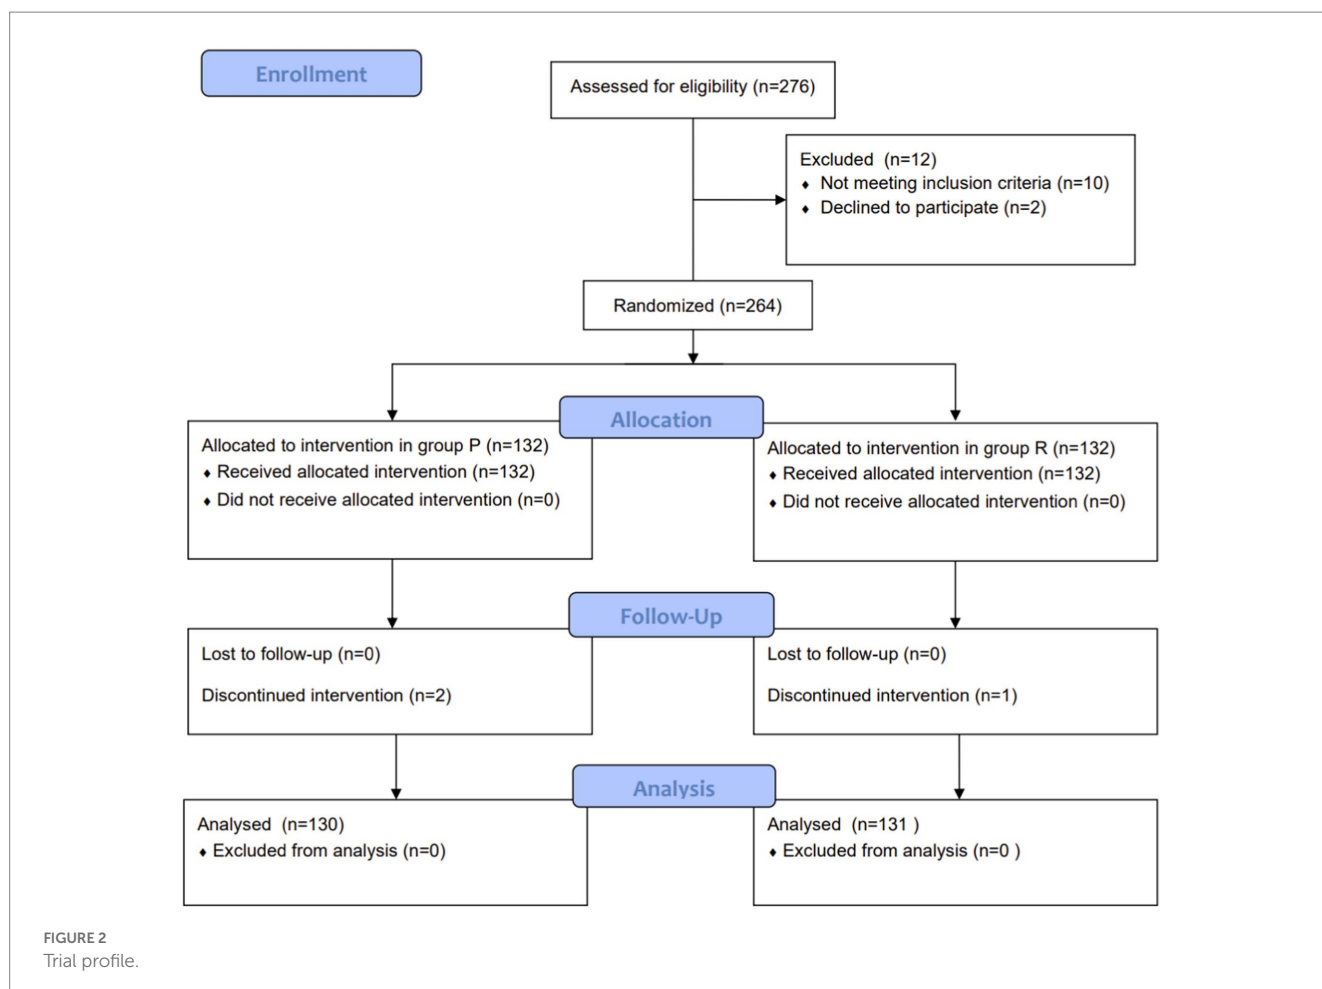 Enrollment
Assessed for eligibility (n=276)
Excluded (n=12)
♦ Not meeting inclusion criteria (n=10)
♦ Declined to participate (n=2)
Randomized (n=264)
Allocation
Allocated to intervention in group P (n=132)
♦ Received allocated intervention (n=132)
♦ Did not receive allocated intervention (n=0)
Allocated to intervention in group R (n=132)
♦ Received allocated intervention (n=132)
♦ Did not receive allocated intervention (n=0)
Follow-Up
Lost to follow-up (n=0)
Discontinued intervention (n=2)
Lost to follow-up (n=0)
Discontinued intervention (n=1)
Analysis
Analysed (n=130)
♦ Excluded from analysis (n=0)
Analysed (n=131 )
♦ Excluded from analysis (n=0 )
FIGURE 2
Trial profile.